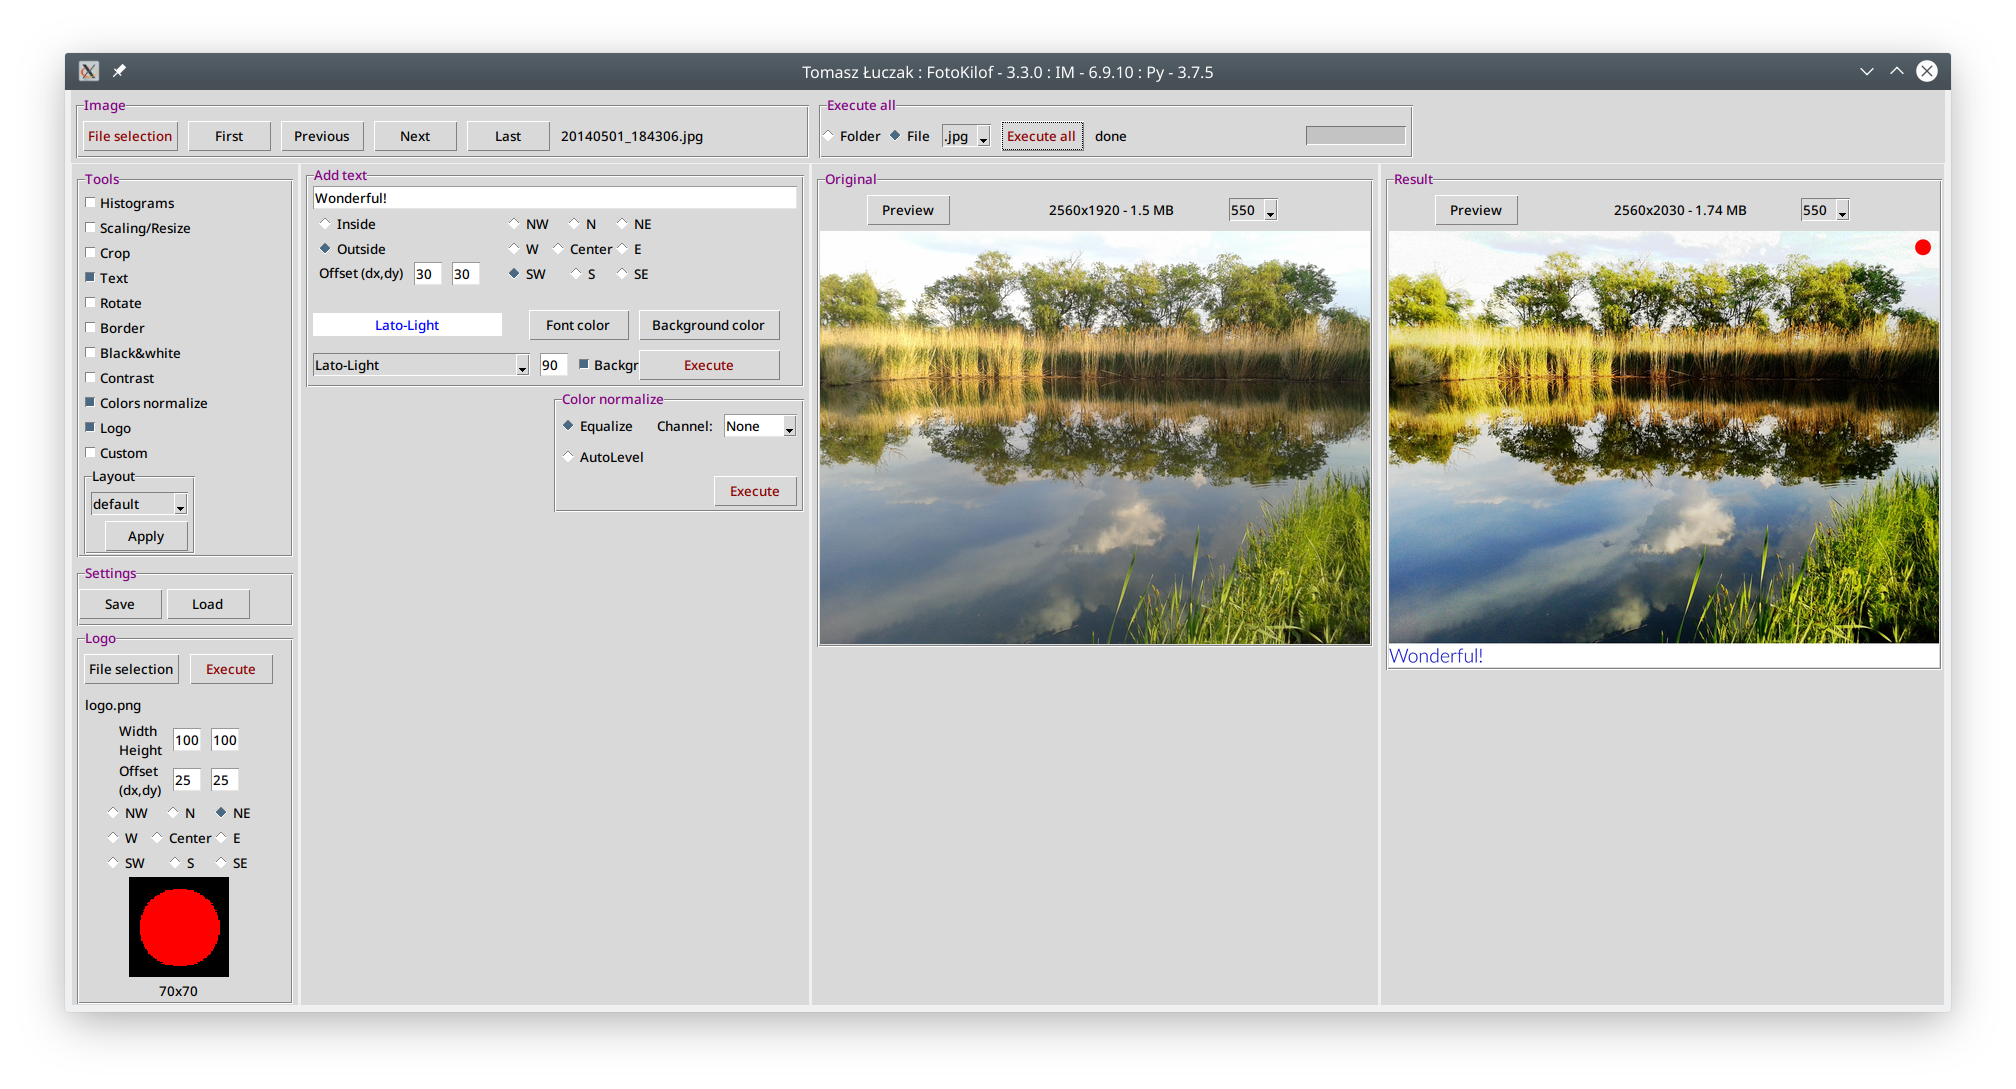 Tomasz Łuczak : FotoKilof - 3.3.0 : IM - 6.9.10 : Py - 3.7.5
Image
File selection First Previous Next Last 20140501_184306.jpg
Execute all
Folder File .jpg Execute all done
Tools
Histograms
Scaling/Resize
Crop
Text
Rotate
Border
Black&white
Contrast
Colors normalize
Logo
Custom
Layout
default
Apply
Settings
Save Load
Logo
File selection Execute
logo.png
Width
Height 100 100
Offset
(dx,dy) 25 25
NW N NE
W Center E
SW S SE
70x70
Add text
Wonderful!
Inside NW N NE
Outside W Center E
Offset (dx,dy) 30 30 SW S SE
Lato-Light Font color Background color
Lato-Light 90 Backgr Execute
Color normalize
Equalize Channel: None
AutoLevel
Execute
Original
Preview 2560x1920 - 1.5 MB 550
Result
Preview 2560x2030 - 1.74 MB 550
Wonderful!